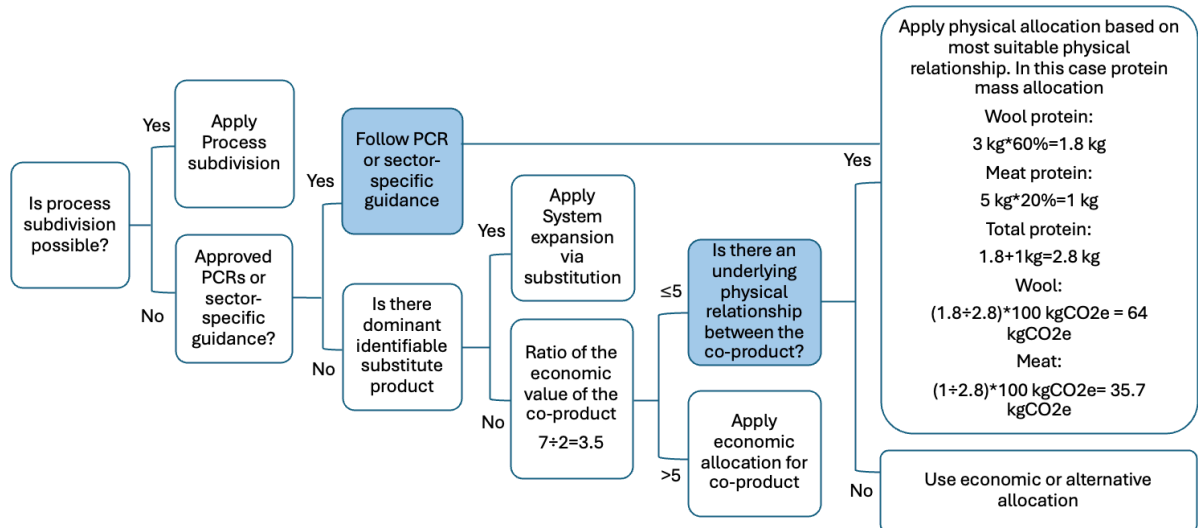 Is process
subdivision
possible?
Yes
No
Apply
Process
subdivision
Approved
PCRs or
sector-
specific
guidance?
Yes
No
Follow PCR
or sector-
specific
guidance
Is there
dominant
identifiable
substitute
product
Yes
No
Apply
System
expansion
via
substitution
Ratio of the
economic
value of the
co-product
7÷2=3.5
≤5
>5
Is there an
underlying
physical
relationship
between the
co-product?
Apply
economic
allocation for
co-product
Yes
No
Apply physical allocation based on
most suitable physical
relationship. In this case protein
mass allocation
Wool protein:
3 kg*60%=1.8 kg
Meat protein:
5 kg*20%=1 kg
Total protein:
1.8+1kg=2.8 kg
Wool:
(1.8÷2.8)*100 kgCO2e = 64
kgCO2e
Meat:
(1÷2.8)*100 kgCO2e= 35.7
kgCO2e
Use economic or alternative
allocation